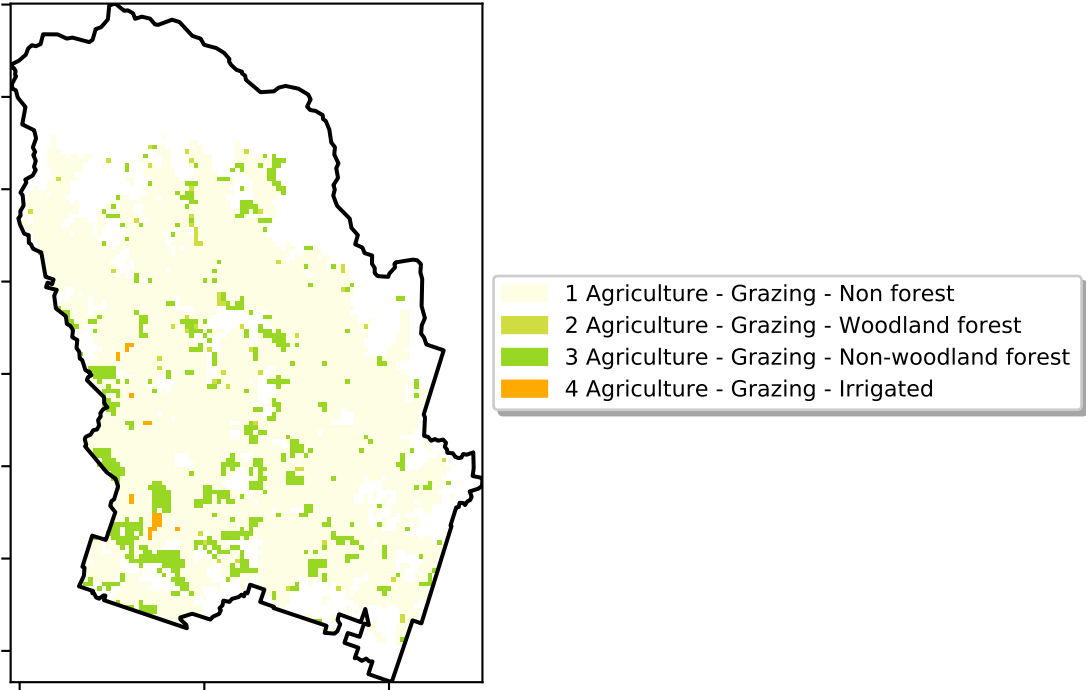 1 Agriculture - Grazing - Non forest
2 Agriculture - Grazing - Woodland forest
3 Agriculture - Grazing - Non-woodland forest
4 Agriculture - Grazing - Irrigated